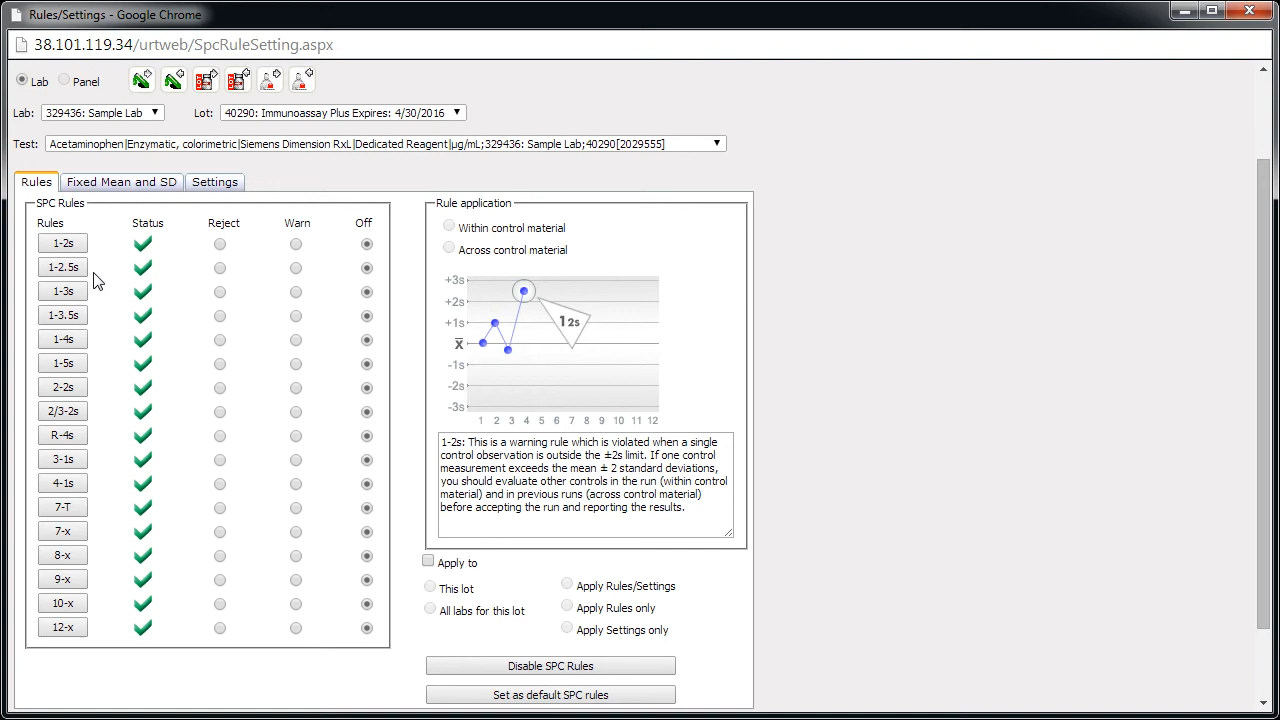 Rules/Settings - Google Chrome
38.101.119.34/urtweb/SpcRuleSetting.aspx
Lab Panel
Lab: 329436: Sample Lab Lot: 40290: Immunoassay Plus Expires: 4/30/2016
Test: Acetaminophen|Enzymatic, colorimetric|Siemens Dimension RxL|Dedicated Reagent|µg/mL;329436: Sample Lab;40290[2029555]
Rules Fixed Mean and SD Settings
SPC Rules
Rules Status Reject Warn Off
1-2s
1-2.5s
1-3s
1-3.5s
1-4s
1-5s
2-2s
2/3-2s
R-4s
3-1s
4-1s
7-T
7-x
8-x
9-x
10-x
12-x
Rule application
Within control material
Across control material
+3s
+2s
+1s
X̅
-1s
-2s
-3s
1 2s
1 2 3 4 5 6 7 8 9 10 11 12
1-2s: This is a warning rule which is violated when a single
control observation is outside the ±2s limit. If one control
measurement exceeds the mean ± 2 standard deviations,
you should evaluate other controls in the run (within control
material) and in previous runs (across control material)
before accepting the run and reporting the results.
Apply to
This lot
All labs for this lot
Apply Rules/Settings
Apply Rules only
Apply Settings only
Disable SPC Rules
Set as default SPC rules